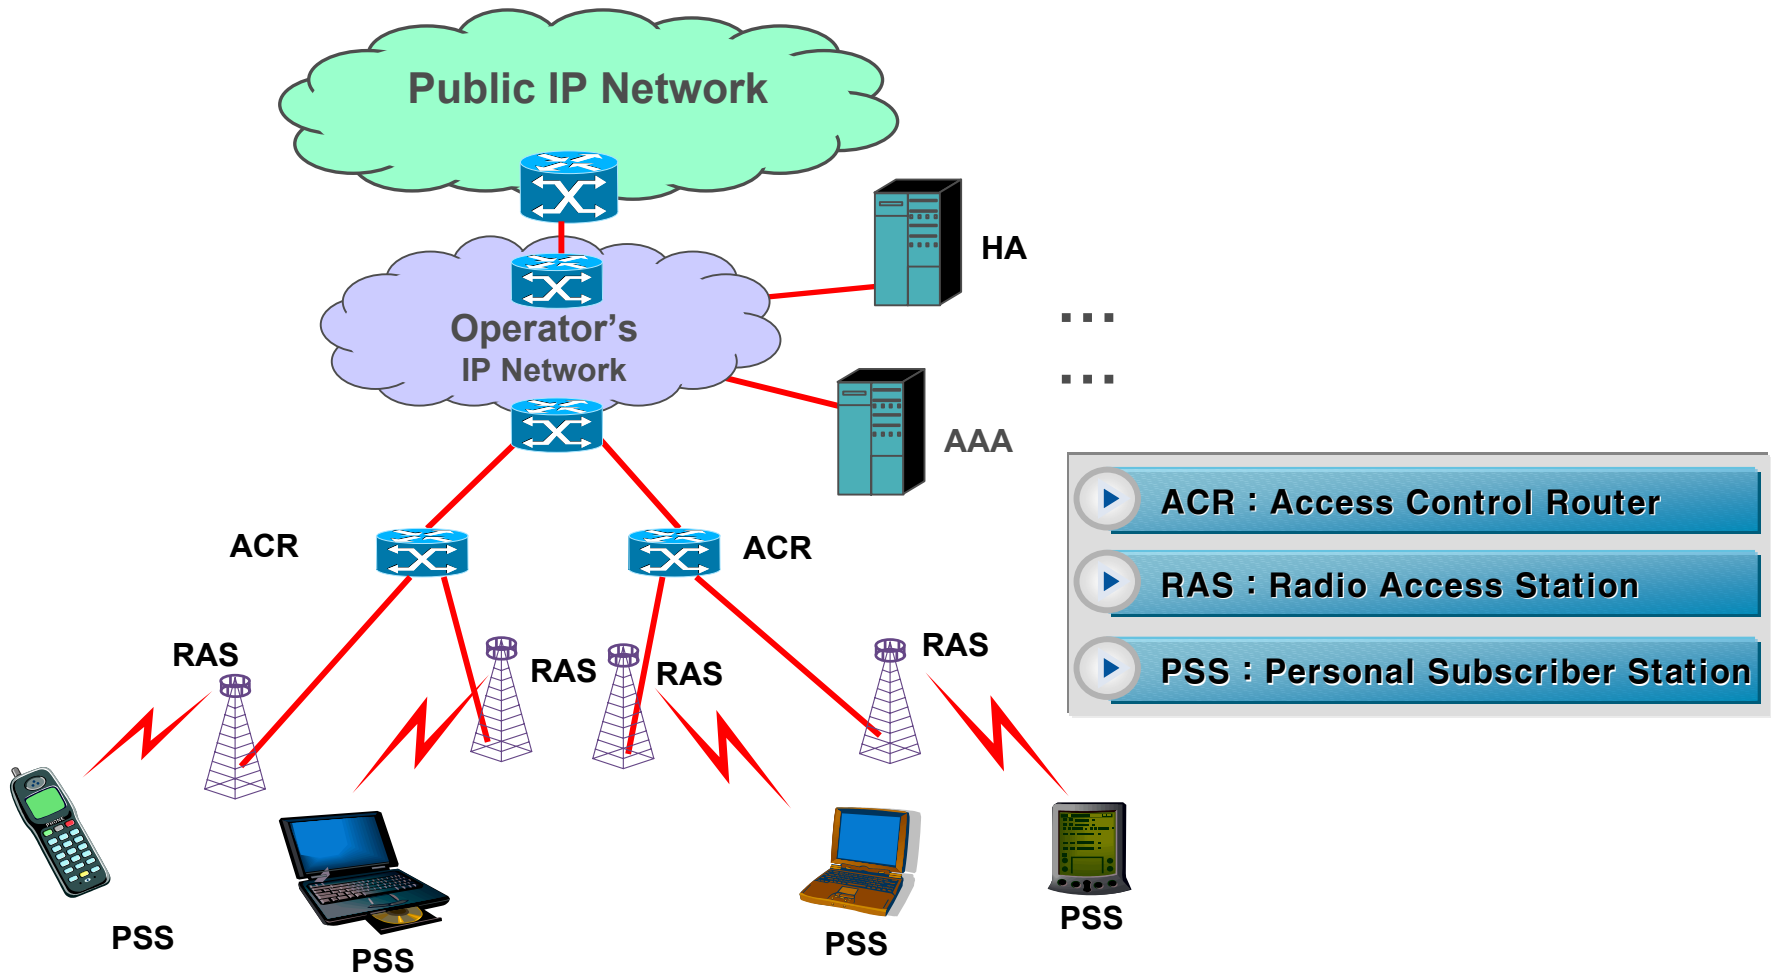 Public IP Network
HA
Operator’s
IP Network
...
...
AAA
ACR : Access Control Router
ACR
ACR
RAS : Radio Access Station
RAS
RAS
RAS
RAS
PSS : Personal Subscriber Station
PHONE
PSS
PSS
PSS
PSS